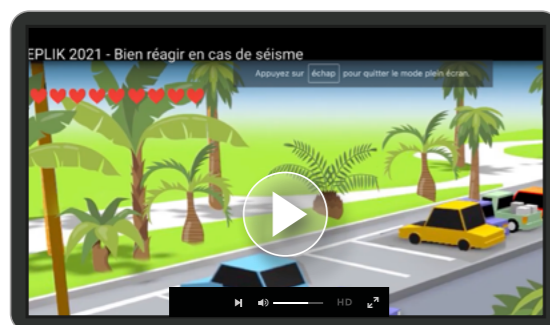 EPLIK 2021 - Bien réagir en cas de séisme
Appuyez sur échap pour quitter le mode plein écran.
HD